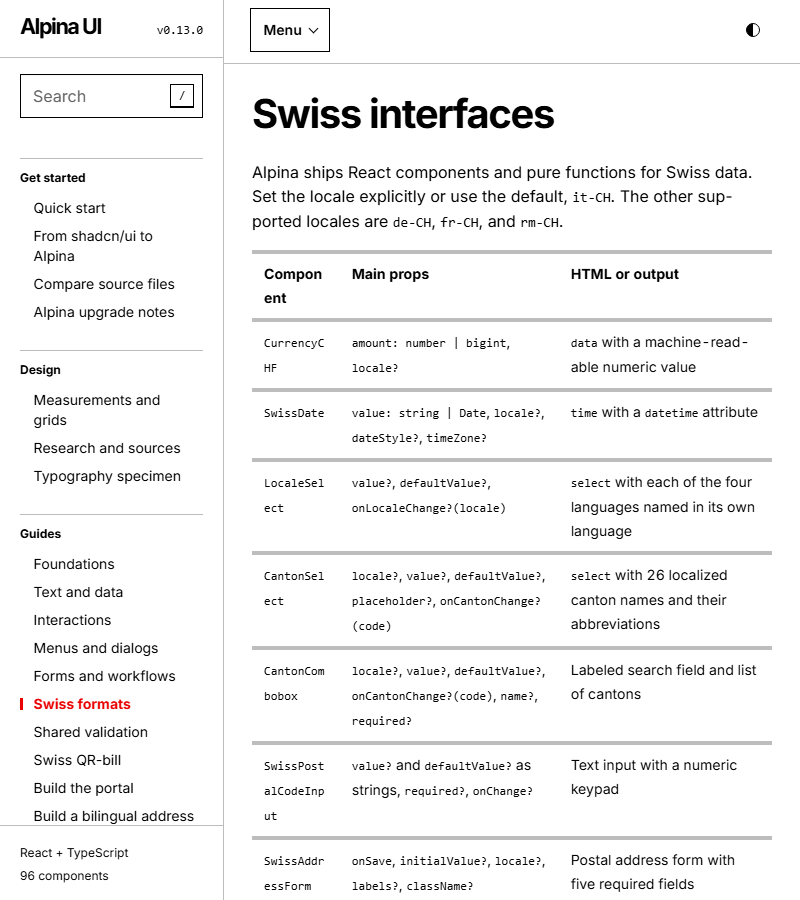 Alpina UI
v0.13.0
Search
/
Get started
Quick start
From shadcn/ui to
Alpina
Compare source files
Alpina upgrade notes
Design
Measurements and
grids
Research and sources
Typography specimen
Guides
Foundations
Text and data
Interactions
Menus and dialogs
Forms and workflows
Swiss formats
Shared validation
Swiss QR-bill
Build the portal
Build a bilingual address
React + TypeScript
96 components
Menu
Swiss interfaces
Alpina ships React components and pure functions for Swiss data.
Set the locale explicitly or use the default, it-CH. The other sup-
ported locales are de-CH, fr-CH, and rm-CH.
Compon
ent
Main props
HTML or output
CurrencyC
HF
amount: number | bigint,
locale?
data with a machine-read-
able numeric value
SwissDate
value: string | Date, locale?,
dateStyle?, timeZone?
time with a datetime attribute
LocaleSel
ect
value?, defaultValue?,
onLocaleChange?(locale)
select with each of the four
languages named in its own
language
CantonSel
ect
locale?, value?, defaultValue?,
placeholder?, onCantonChange?
(code)
select with 26 localized
canton names and their
abbreviations
CantonCom
bobox
locale?, value?, defaultValue?,
onCantonChange?(code), name?,
required?
Labeled search field and list
of cantons
SwissPost
alCodeInp
ut
value? and defaultValue? as
strings, required?, onChange?
Text input with a numeric
keypad
SwissAddr
essForm
onSave, initialValue?, locale?,
labels?, className?
Postal address form with
five required fields